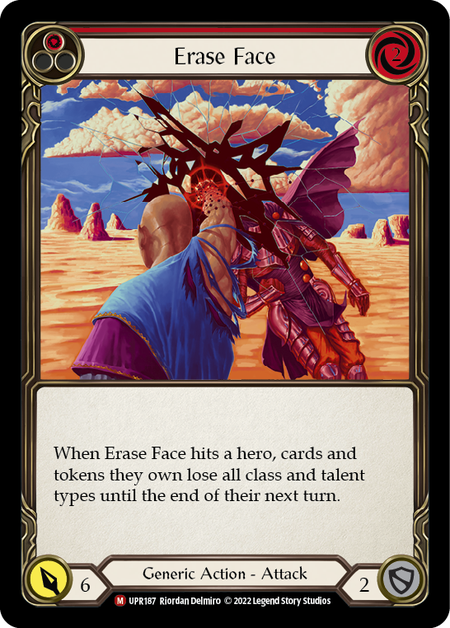 Erase Face
2
When Erase Face hits a hero, cards and
tokens they own lose all class and talent
types until the end of their next turn.
6
Generic Action - Attack
2
M UPR187 Riordan Delmiro © 2022 Legend Story Studios